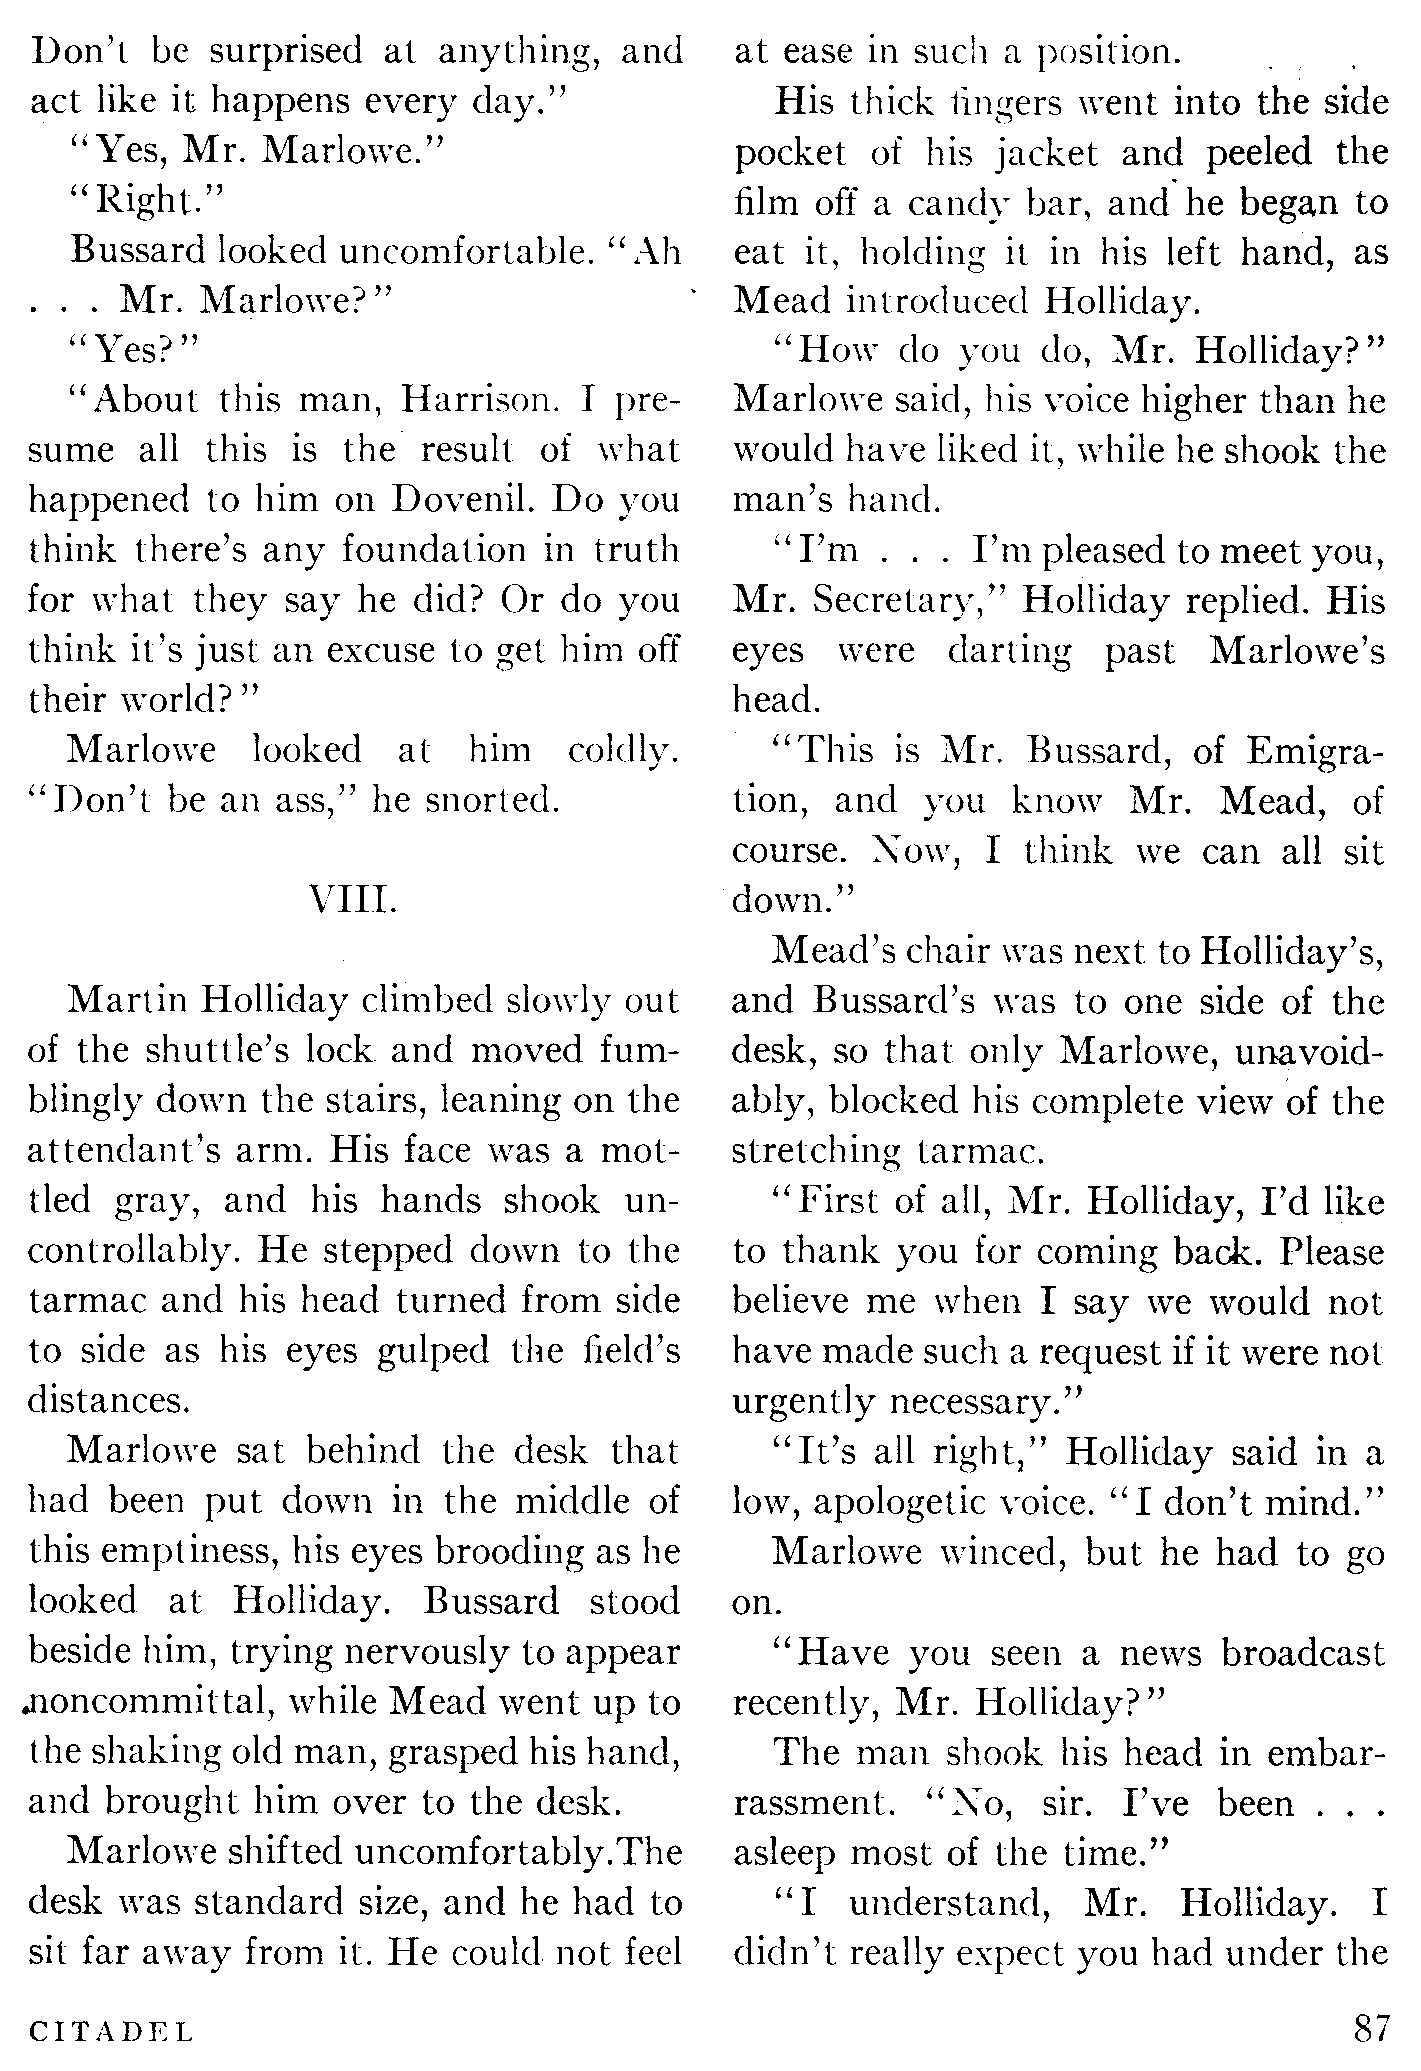 Don't be surprised at anything, and
act like it happens every day."
"Yes, Mr. Marlowe."
"Right."
Bussard looked uncomfortable. "Ah
. . . Mr. Marlowe?"
"Yes?"
"About this man, Harrison. I pre-
sume all this is the result of what
happened to him on Dovenil. Do you
think there's any foundation in truth
for what they say he did? Or do you
think it's just an excuse to get him off
their world?"
Marlowe looked at him coldly.
"Don't be an ass," he snorted.
VIII.
Martin Holliday climbed slowly out
of the shuttle's lock and moved fum-
blingly down the stairs, leaning on the
attendant's arm. His face was a mot-
tled gray, and his hands shook un-
controllably. He stepped down to the
tarmac and his head turned from side
to side as his eyes gulped the field's
distances.
Marlowe sat behind the desk that
had been put down in the middle of
this emptiness, his eyes brooding as he
looked at Holliday. Bussard stood
beside him, trying nervously to appear
noncommittal, while Mead went up to
the shaking old man, grasped his hand,
and brought him over to the desk.
Marlowe shifted uncomfortably.The
desk was standard size, and he had to
sit far away from it. He could not feel
at ease in such a position.
His thick fingers went into the side
pocket of his jacket and peeled the
film off a candy bar, and he began to
eat it, holding it in his left hand, as
Mead introduced Holliday.
"How do you do, Mr. Holliday?"
Marlowe said, his voice higher than he
would have liked it, while he shook the
man's hand.
"I'm . . . I'm pleased to meet you,
Mr. Secretary," Holliday replied. His
eyes were darting past Marlowe's
head.
"This is Mr. Bussard, of Emigra-
tion, and you know Mr. Mead, of
course. Now, I think we can all sit
down."
Mead's chair was next to Holliday's,
and Bussard's was to one side of the
desk, so that only Marlowe, unavoid-
ably, blocked his complete view of the
stretching tarmac.
"First of all, Mr. Holliday, I'd like
to thank you for coming back. Please
believe me when I say we would not
have made such a request if it were not
urgently necessary."
"It's all right," Holliday said in a
low, apologetic voice. "I don't mind."
Marlowe winced, but he had to go
on.
"Have you seen a news broadcast
recently, Mr. Holliday?"
The man shook his head in embar-
rassment. "No, sir. I've been . . .
asleep most of the time."
"I understand, Mr. Holliday. I
didn't really expect you had under the
CITADEL
87